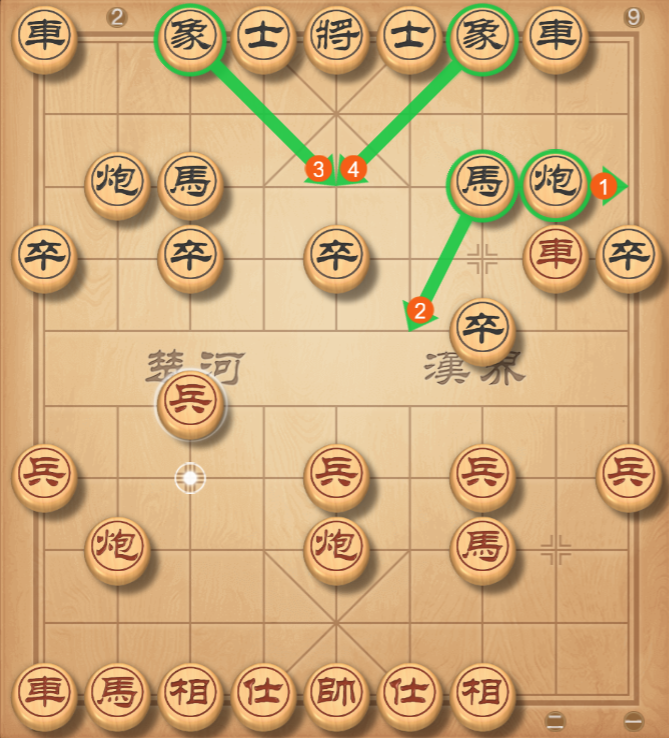 2 9
車 象 士 將 士 象 車
炮 馬 馬 炮 1
3 4
卒 卒 卒 車 卒
2
卒
楚河 漢界
兵
兵 兵 兵 兵
炮 炮 馬
車 馬 相 仕 帥 仕 相
二 一